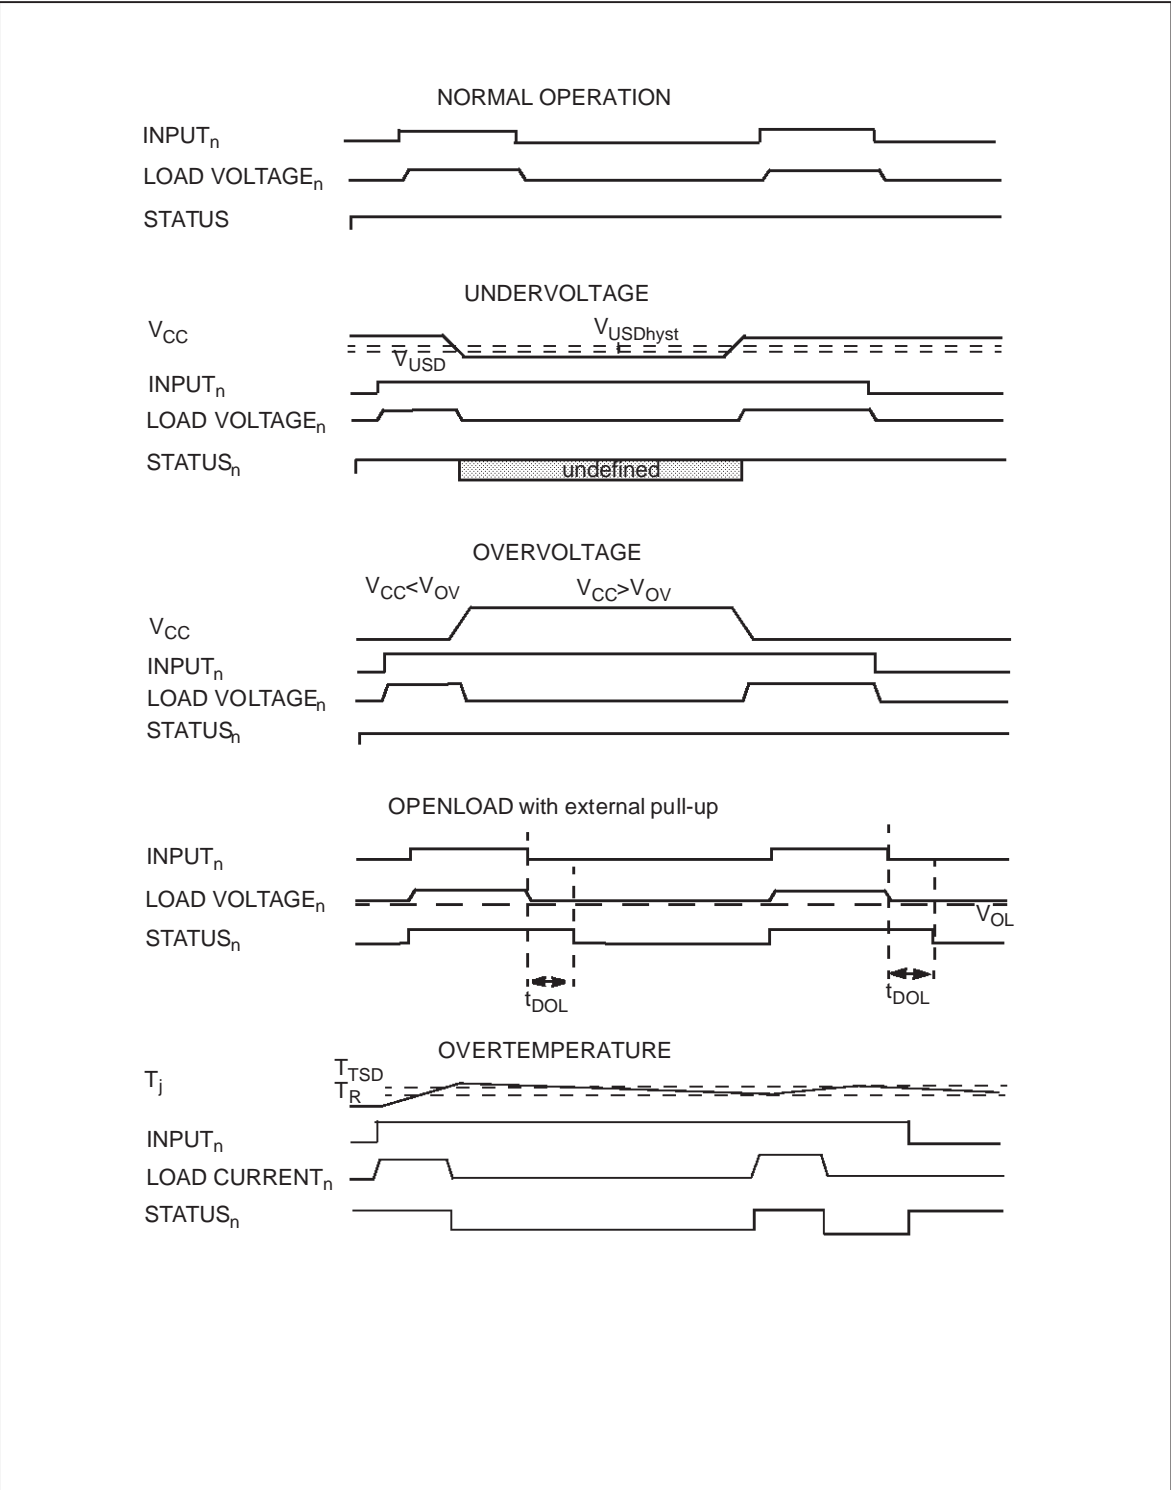 NORMAL OPERATION
INPUTn
LOAD VOLTAGEn
STATUS
UNDERVOLTAGE
VCC
VUSDhyst
VUSD
INPUTn
LOAD VOLTAGEn
STATUSn
undefined
OVERVOLTAGE
VCC<VOV
VCC>VOV
VCC
INPUTn
LOAD VOLTAGEn
STATUSn
OPENLOAD with external pull-up
INPUTn
LOAD VOLTAGEn
VOL
STATUSn
tDOL
tDOL
OVERTEMPERATURE
Tj
TTSD
TR
INPUTn
LOAD CURRENTn
STATUSn